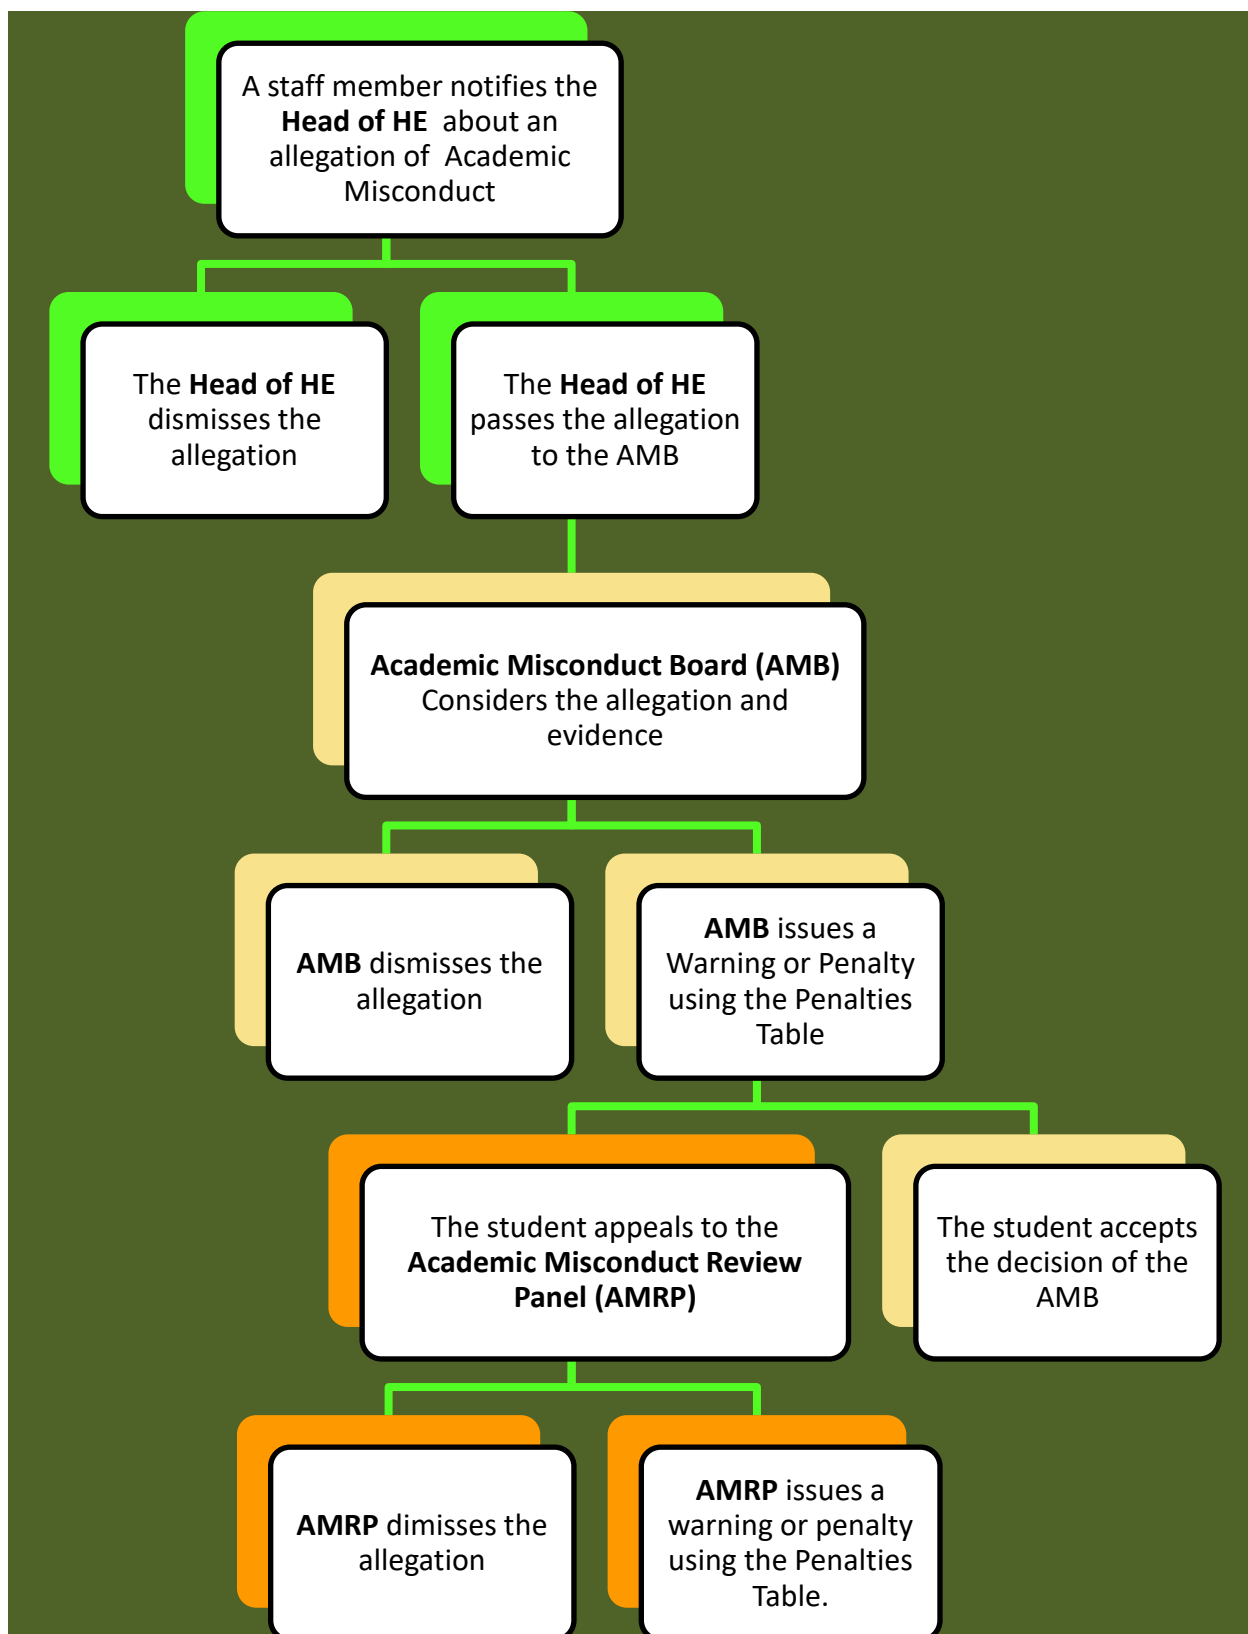 A staff member notifies the
Head of HE about an
allegation of Academic
Misconduct
The Head of HE
dismisses the
allegation
The Head of HE
passes the allegation
to the AMB
Academic Misconduct Board (AMB)
Considers the allegation and
evidence
AMB dismisses the
allegation
AMB issues a
Warning or Penalty
using the Penalties
Table
The student appeals to the
Academic Misconduct Review
Panel (AMRP)
The student accepts
the decision of the
AMB
AMRP dimisses the
allegation
AMRP issues a
warning or penalty
using the Penalties
Table.